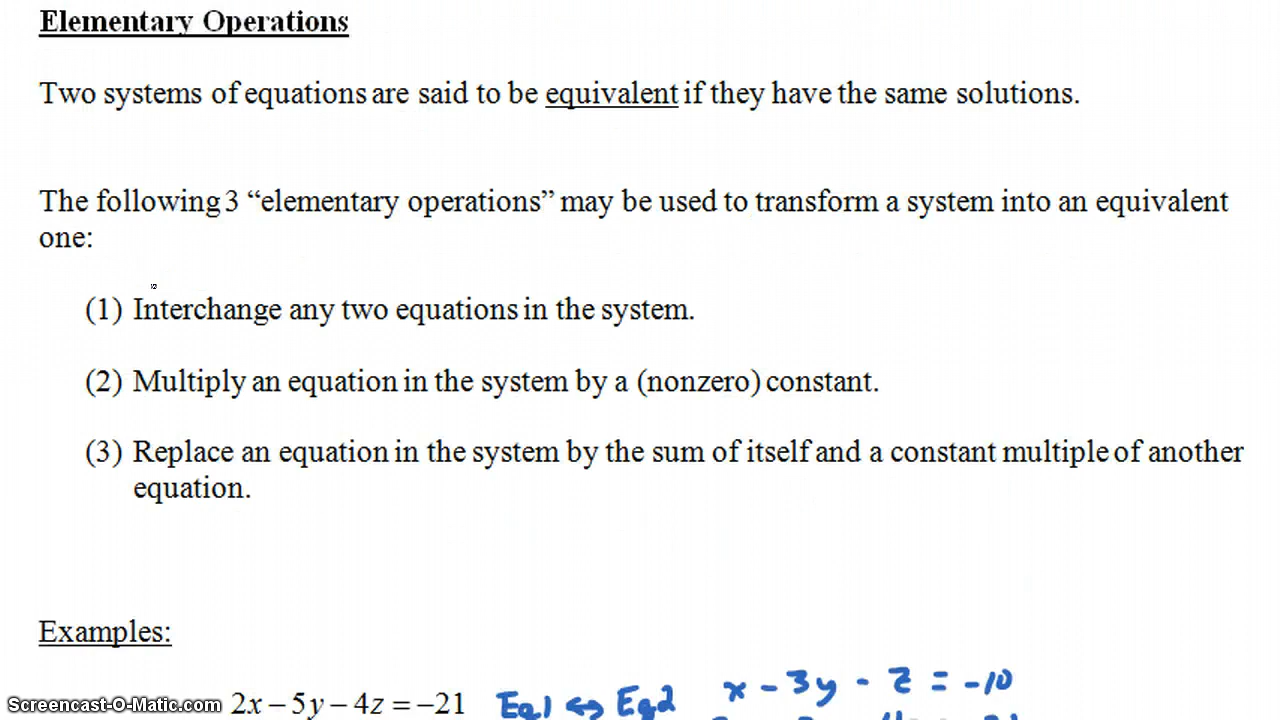 Elementary Operations
Two systems of equations are said to be equivalent if they have the same solutions.
The following 3 “elementary operations” may be used to transform a system into an equivalent
one:
(1) Interchange any two equations in the system.
(2) Multiply an equation in the system by a (nonzero) constant.
(3) Replace an equation in the system by the sum of itself and a constant multiple of another
equation.
Examples:
x - 3y - z = -10
2x − 5y − 4z = −21 Eq1 ↔ Eq2
Screencast-O-Matic.com